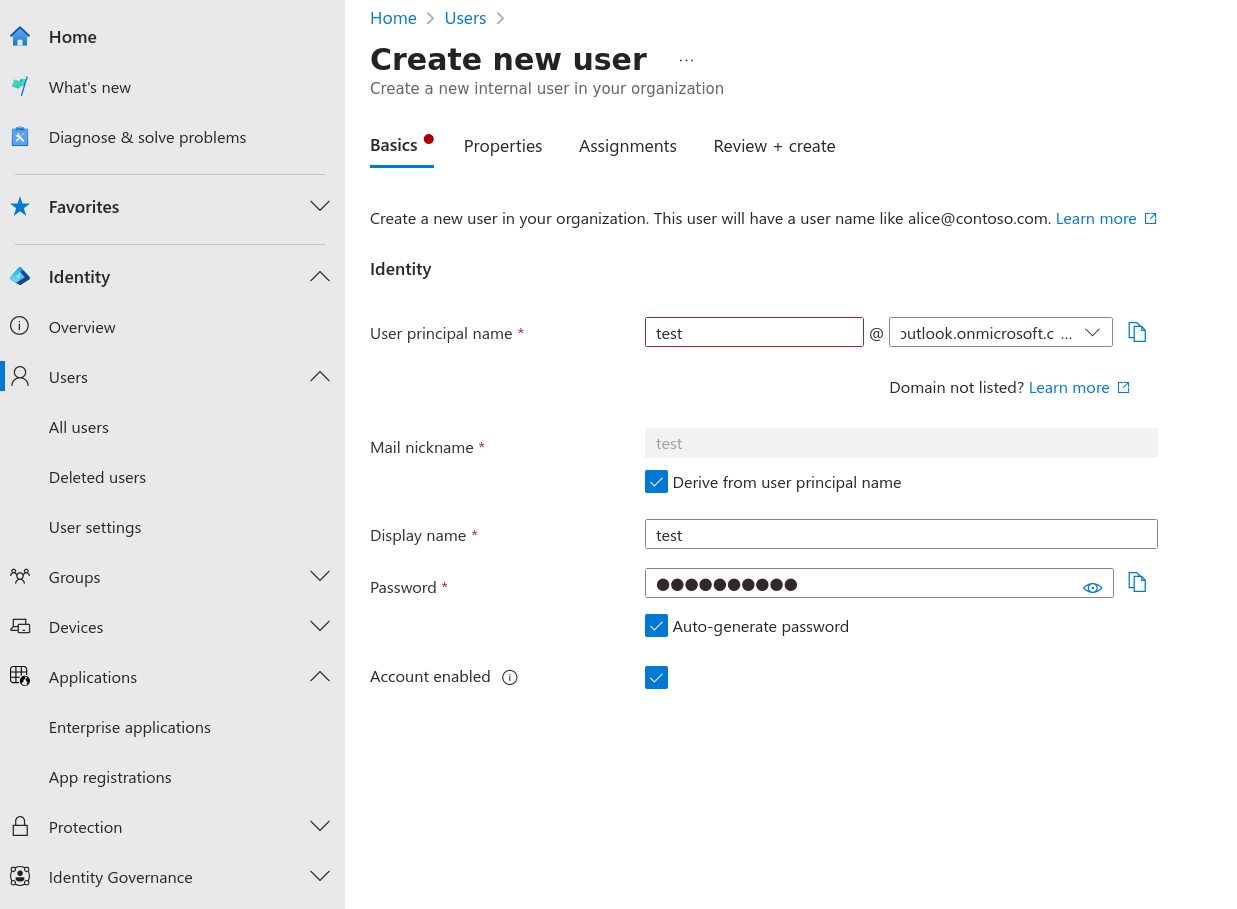 Home
What's new
Diagnose & solve problems
Favorites
Identity
Overview
Users
All users
Deleted users
User settings
Groups
Devices
Applications
Enterprise applications
App registrations
Protection
Identity Governance
Home > Users >
Create new user ...
Create a new internal user in your organization
Basics Properties Assignments Review + create
Create a new user in your organization. This user will have a user name like alice@contoso.com. Learn more
Identity
User principal name * test @ outlook.onmicrosoft.c ...
Domain not listed? Learn more
Mail nickname * test
Derive from user principal name
Display name * test
Password * ●●●●●●●●●●
Auto-generate password
Account enabled